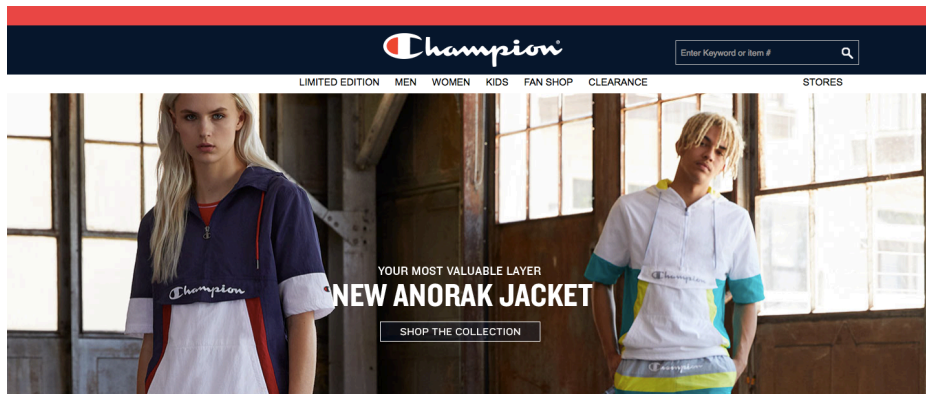 Champion
Enter Keyword or item #
LIMITED EDITION MEN WOMEN KIDS FAN SHOP CLEARANCE STORES
YOUR MOST VALUABLE LAYER
NEW ANORAK JACKET
SHOP THE COLLECTION
Champion
Champion
Champion